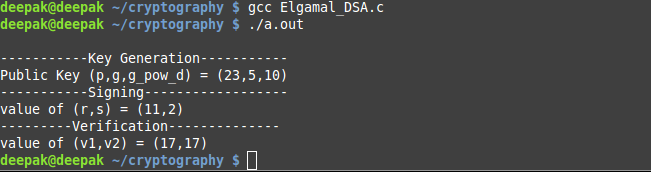 deepak@deepak ~/cryptography $ gcc Elgamal_DSA.c
deepak@deepak ~/cryptography $ ./a.out
-----------Key Generation-----------
Public Key (p,g,g_pow_d) = (23,5,10)
-----------Signing------------------
value of (r,s) = (11,2)
---------Verification--------------
value of (v1,v2) = (17,17)
deepak@deepak ~/cryptography $